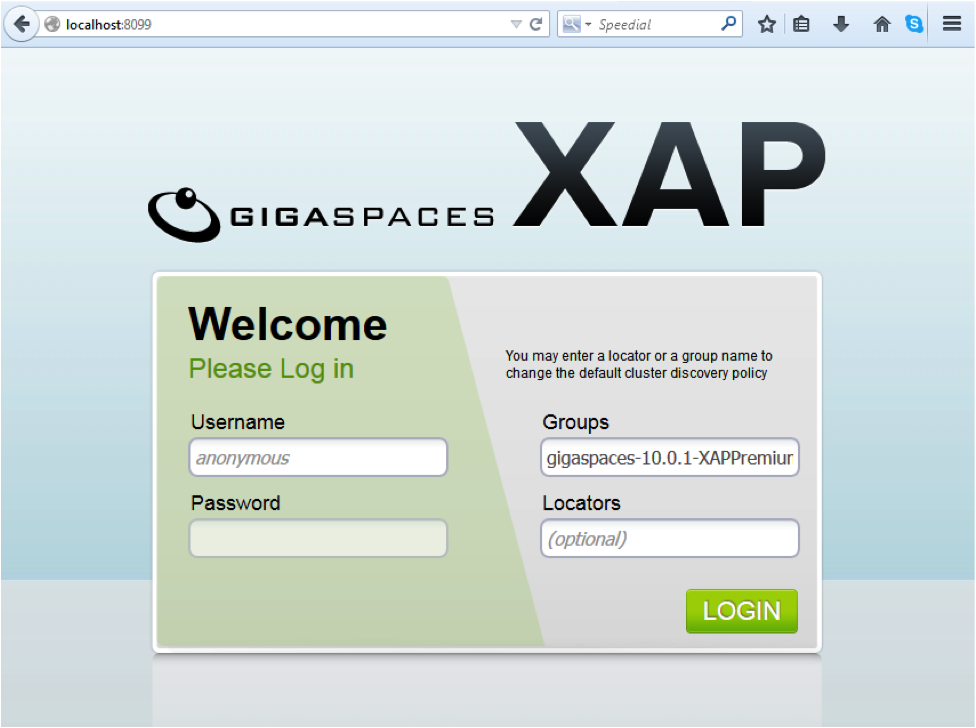 localhost:8099
Speedial
GIGASPACES XAP
Welcome
Please Log in
You may enter a locator or a group name to
change the default cluster discovery policy
Username
Groups
anonymous
gigaspaces-10.0.1-XAPPremium
Password
Locators
(optional)
LOGIN